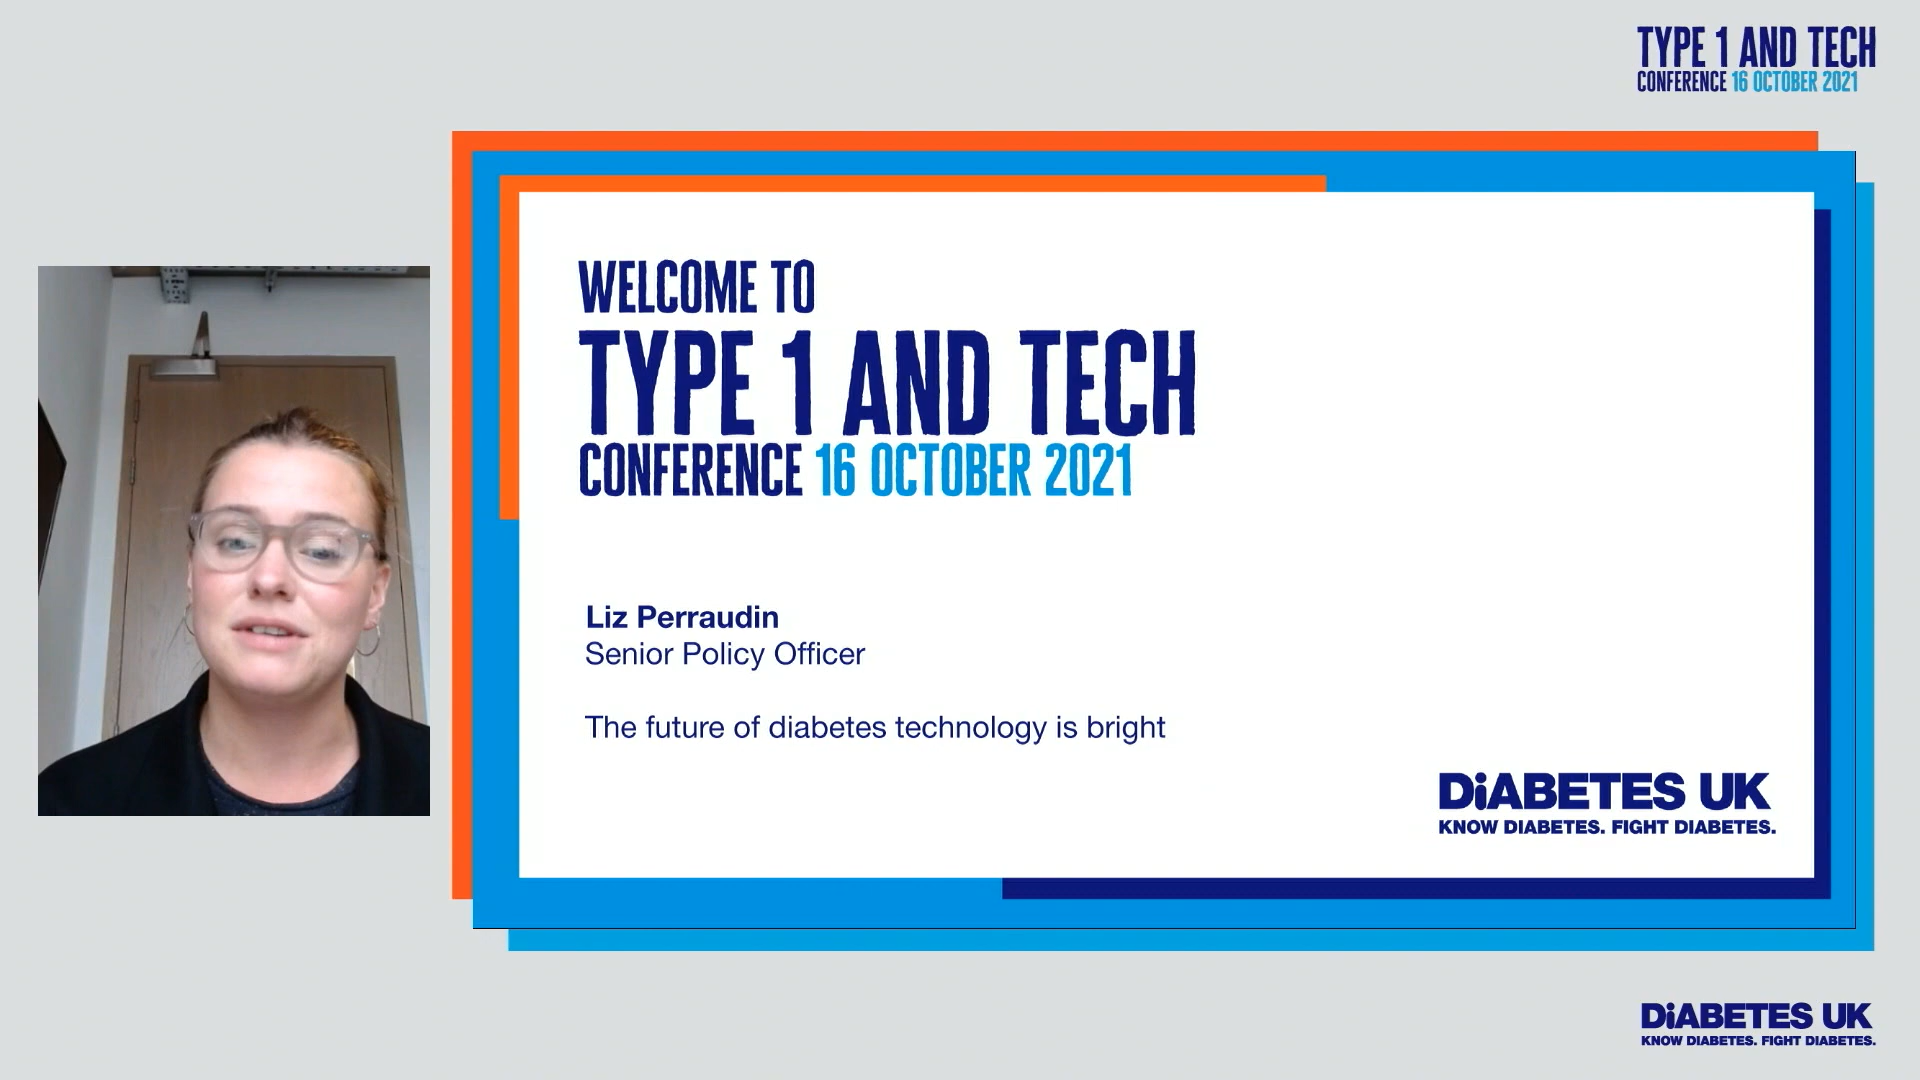 TYPE 1 AND TECH
CONFERENCE 16 OCTOBER 2021
WELCOME TO
TYPE 1 AND TECH
CONFERENCE 16 OCTOBER 2021
Liz Perraudin
Senior Policy Officer
The future of diabetes technology is bright
DiABETES UK
KNOW DIABETES. FIGHT DIABETES.
DiABETES UK
KNOW DIABETES. FIGHT DIABETES.